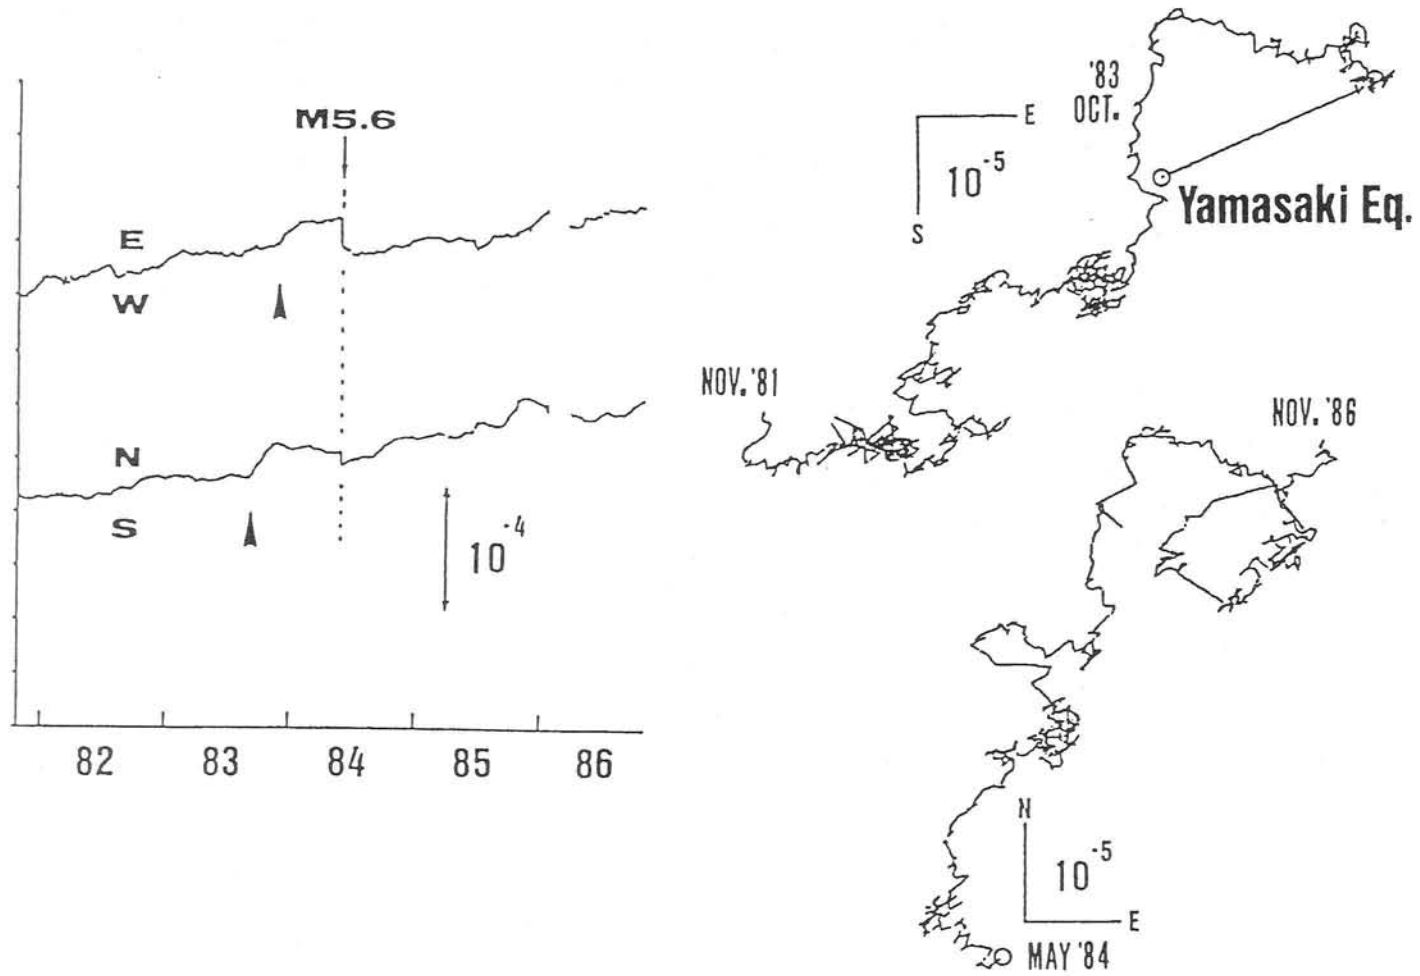 M5.6
E
W
N
S
10⁻⁴
82 83 84 85 86
'83
OCT.
E
10⁻⁵
S
Yamasaki Eq.
NOV. '81
NOV. '86
N
10⁻⁵
E
MAY '84